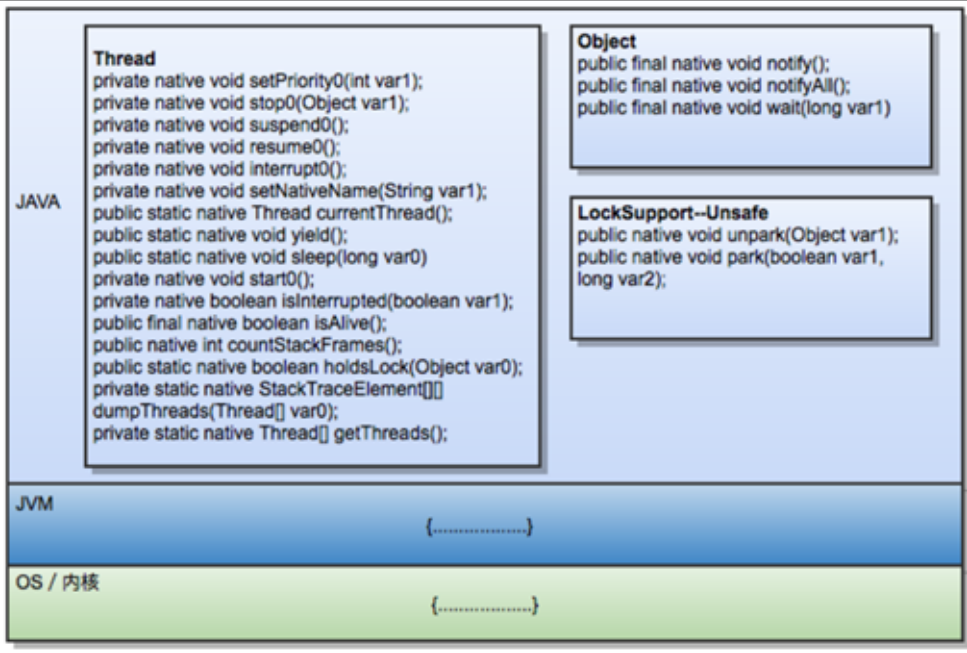 JAVA
Thread
private native void setPriority0(int var1);
private native void stop0(Object var1);
private native void suspend0();
private native void resume0();
private native void interrupt0();
private native void setNativeName(String var1);
public static native Thread currentThread();
public static native void yield();
public static native void sleep(long var0)
private native void start0();
private native boolean isInterrupted(boolean var1);
public final native boolean isAlive();
public native int countStackFrames();
public static native boolean holdsLock(Object var0);
private static native StackTraceElement[][]
dumpThreads(Thread[] var0);
private static native Thread[] getThreads();
Object
public final native void notify();
public final native void notifyAll();
public final native void wait(long var1)
LockSupport--Unsafe
public native void unpark(Object var1);
public native void park(boolean var1,
long var2);
JVM
{..................}
OS / 内核
{..................}